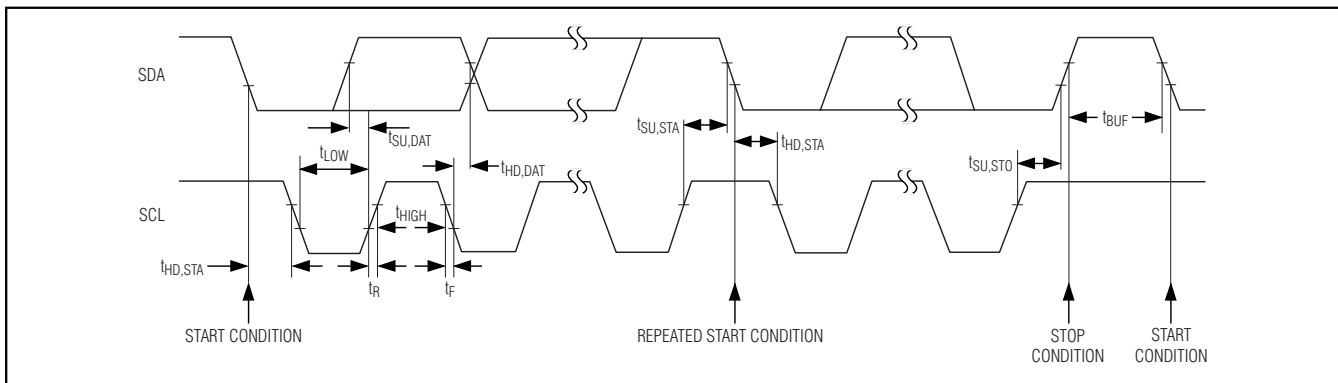 SDA
tSU,STA
tBUF
tSU,DAT
tLOW
tHD,STA
tHD,DAT
tSU,STO
SCL
tHIGH
tHD,STA
tR
tF
START CONDITION
REPEATED START CONDITION
STOP
CONDITION
START
CONDITION